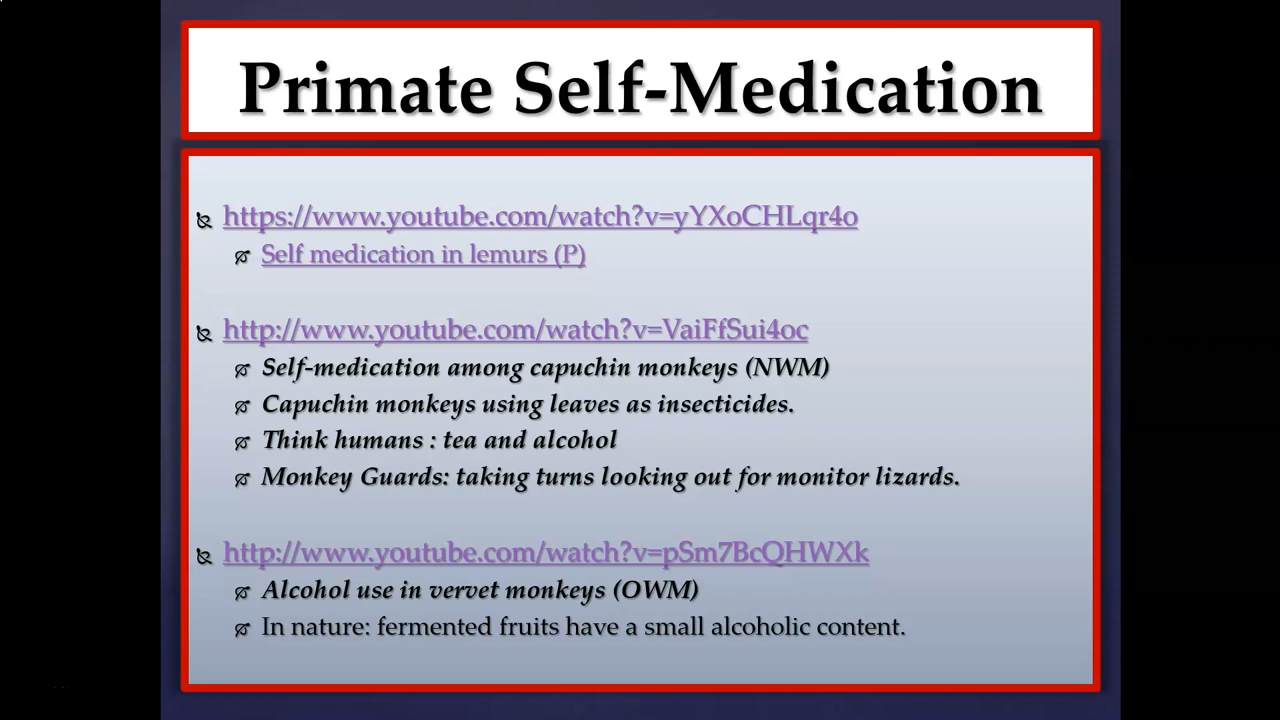 Primate Self-Medication
https://www.youtube.com/watch?v=yYXoCHLqr4o
Self medication in lemurs (P)
http://www.youtube.com/watch?v=VaiFfSui4oc
Self-medication among capuchin monkeys (NWM)
Capuchin monkeys using leaves as insecticides.
Think humans : tea and alcohol
Monkey Guards: taking turns looking out for monitor lizards.
http://www.youtube.com/watch?v=pSm7BcQHWXk
Alcohol use in vervet monkeys (OWM)
In nature: fermented fruits have a small alcoholic content.